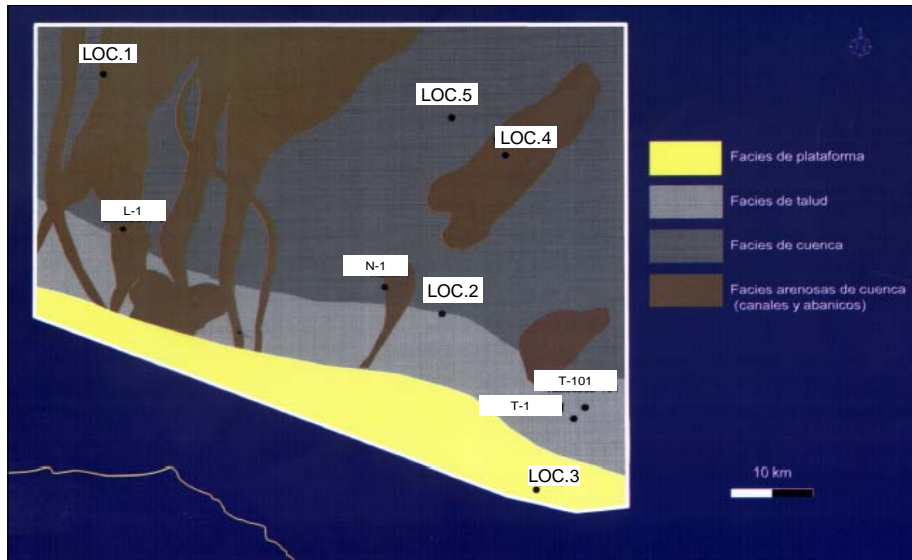 LOC.1
LOC.5
LOC.4
L-1
N-1
LOC.2
T-101
T-1
LOC.3
Facies de plataforma
Facies de talud
Facies de cuenca
Facies arenosas de cuenca
(canales y abanicos)
10 km